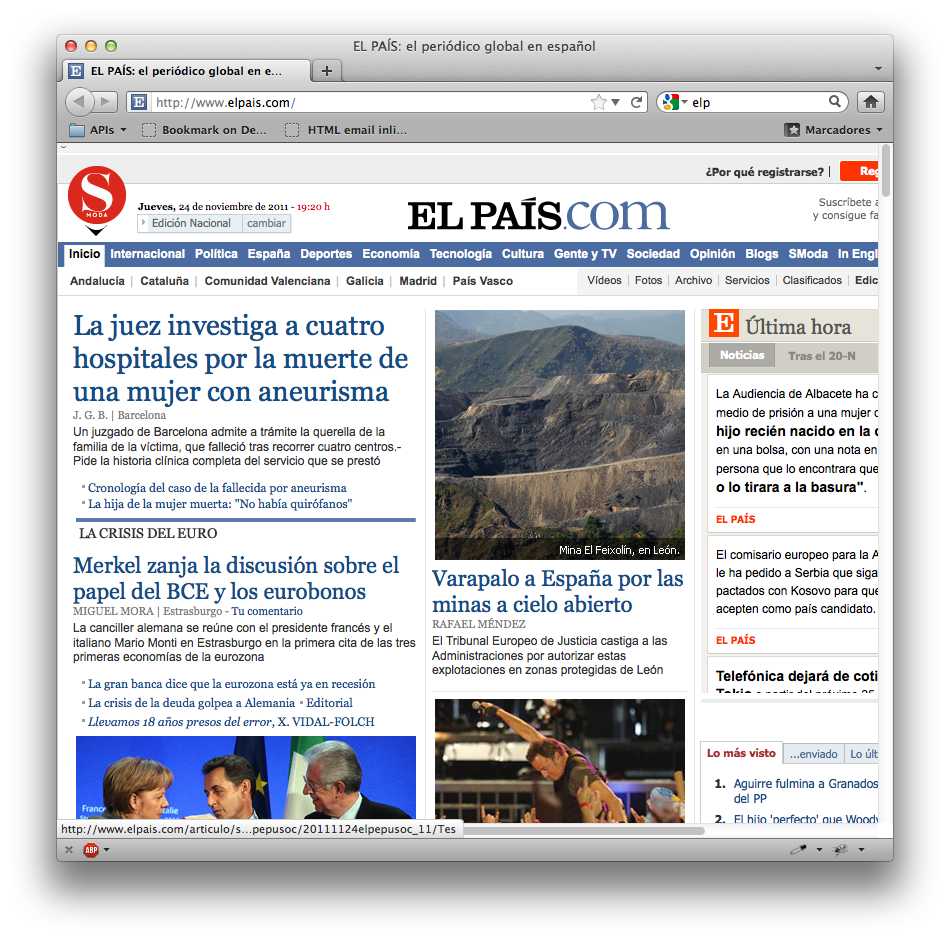 EL PAÍS: el periódico global en español
EL PAÍS: el periódico global en e...
http://www.elpais.com/
elp
APIs
Bookmark on De...
HTML email inli...
Marcadores
¿Por qué registrarse? |
Reg
S
MODA
Jueves, 24 de noviembre de 2011 - 19:20 h
Edición Nacional
cambiar
EL PAÍS.com
Suscríbete a
y consigue fa
Inicio Internacional Política España Deportes Economía Tecnología Cultura Gente y TV Sociedad Opinión Blogs SModa In Engl
Andalucía | Cataluña | Comunidad Valenciana | Galicia | Madrid | País Vasco
Vídeos | Fotos | Archivo | Servicios | Clasificados | Edic
La juez investiga a cuatro
hospitales por la muerte de
una mujer con aneurisma
J. G. B. | Barcelona
Un juzgado de Barcelona admite a trámite la querella de la
familia de la víctima, que falleció tras recorrer cuatro centros.-
Pide la historia clínica completa del servicio que se prestó
Cronología del caso de la fallecida por aneurisma
La hija de la mujer muerta: "No había quirófanos"
LA CRISIS DEL EURO
Merkel zanja la discusión sobre el
papel del BCE y los eurobonos
MIGUEL MORA | Estrasburgo - Tu comentario
La canciller alemana se reúne con el presidente francés y el
italiano Mario Monti en Estrasburgo en la primera cita de las tres
primeras economías de la eurozona
La gran banca dice que la eurozona está ya en recesión
La crisis de la deuda golpea a Alemania
Editorial
Llevamos 18 años presos del error, X. VIDAL-FOLCH
Mina El Feixolín, en León.
Varapalo a España por las
minas a cielo abierto
RAFAEL MÉNDEZ
El Tribunal Europeo de Justicia castiga a las
Administraciones por autorizar estas
explotaciones en zonas protegidas de León
E Última hora
Noticias
Tras el 20-N
La Audiencia de Albacete ha c
medio de prisión a una mujer c
hijo recién nacido en la c
en una bolsa, con una nota en
persona que lo encontrara que
o lo tirara a la basura".
EL PAÍS
El comisario europeo para la A
le ha pedido a Serbia que siga
pactados con Kosovo para que
acepten como país candidato.
EL PAÍS
Telefónica dejará de coti
Tokio a partir del próximo 25
Lo más visto
...enviado
Lo últ
1. Aguirre fulmina a Granados
del PP
2. El hijo 'perfecto' que Woody
France
Italie
http://www.elpais.com/articulo/s...pepusoc/20111124elpepusoc_11/Tes
ABP